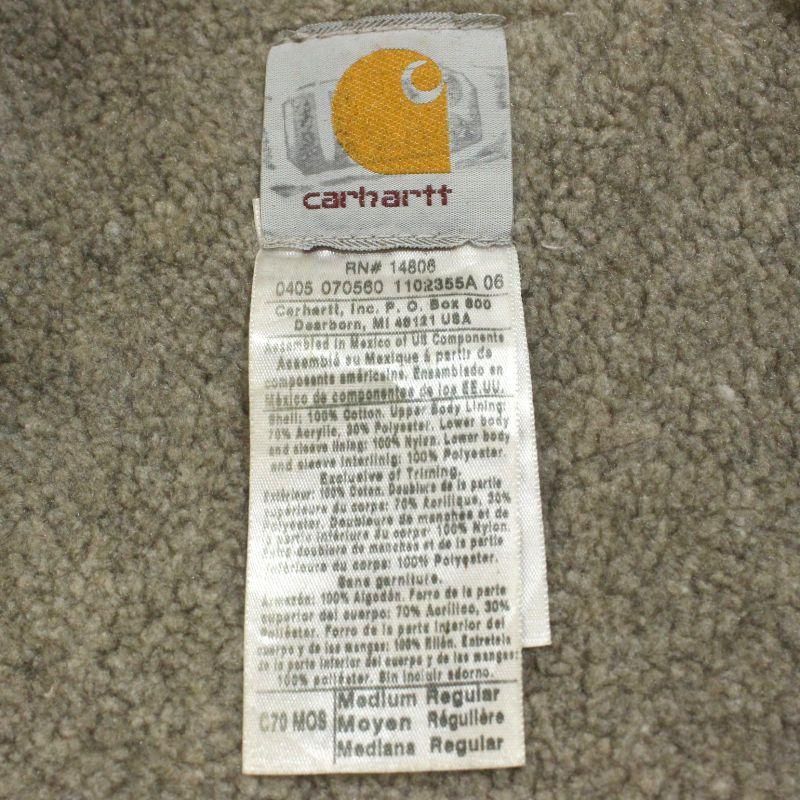 carhartt
RN# 14806
0405 070560 1102355A 06
Carhartt, Inc. P. O. Box 600
Dearborn, MI 48121 USA
Assembled in Mexico of US Components
Assemblé au Mexique à partir de
composants américains. Ensamblado en
México de componentes de los EE.UU.
Shell: 100% Cotton. Upper Body Lining:
70% Acrylic, 30% Polyester. Lower body
and sleeve lining: 100% Nylon. Lower body
and sleeve interlinig: 100% Polyester.
Exclusive of Trimming.
Extérieur: 100% Coton. Doublure de la partie
supérieure du corps: 70% Acrilique, 30%
Polyester. Doublure de manches et de
partie inférieure du corps: 100% Nylon.
doublure de manches et de la partie
inférieure du corps: 100% Polyester.
Sans garniture.
Armazón: 100% Algodón. Forro de la parte
superior del cuerpo: 70% Acrílico, 30%
Poliéster. Forro de la parte inferior del
cuerpo y de las mangas: 100% Nilón. Entretela
de la parte inferior del cuerpo y de las mangas:
100% poliéster. Sin incluir adorno.
C70 MOS
Medium Regular
Moyen Régulière
Mediana Regular